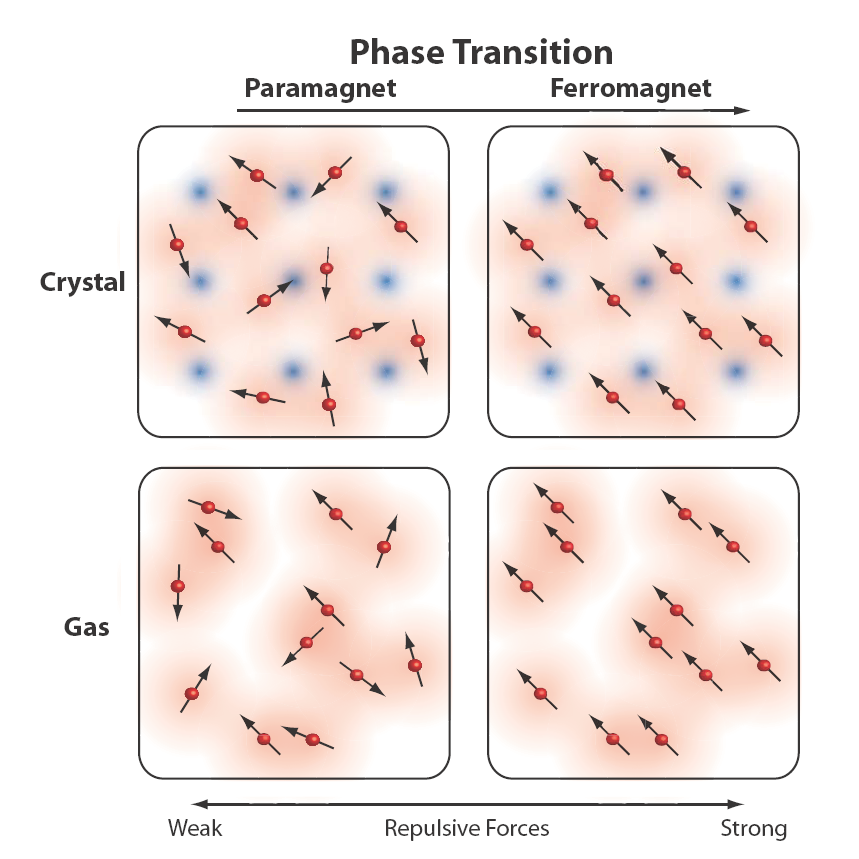 Phase Transition
Paramagnet
Ferromagnet
Crystal
Gas
Weak
Repulsive Forces
Strong